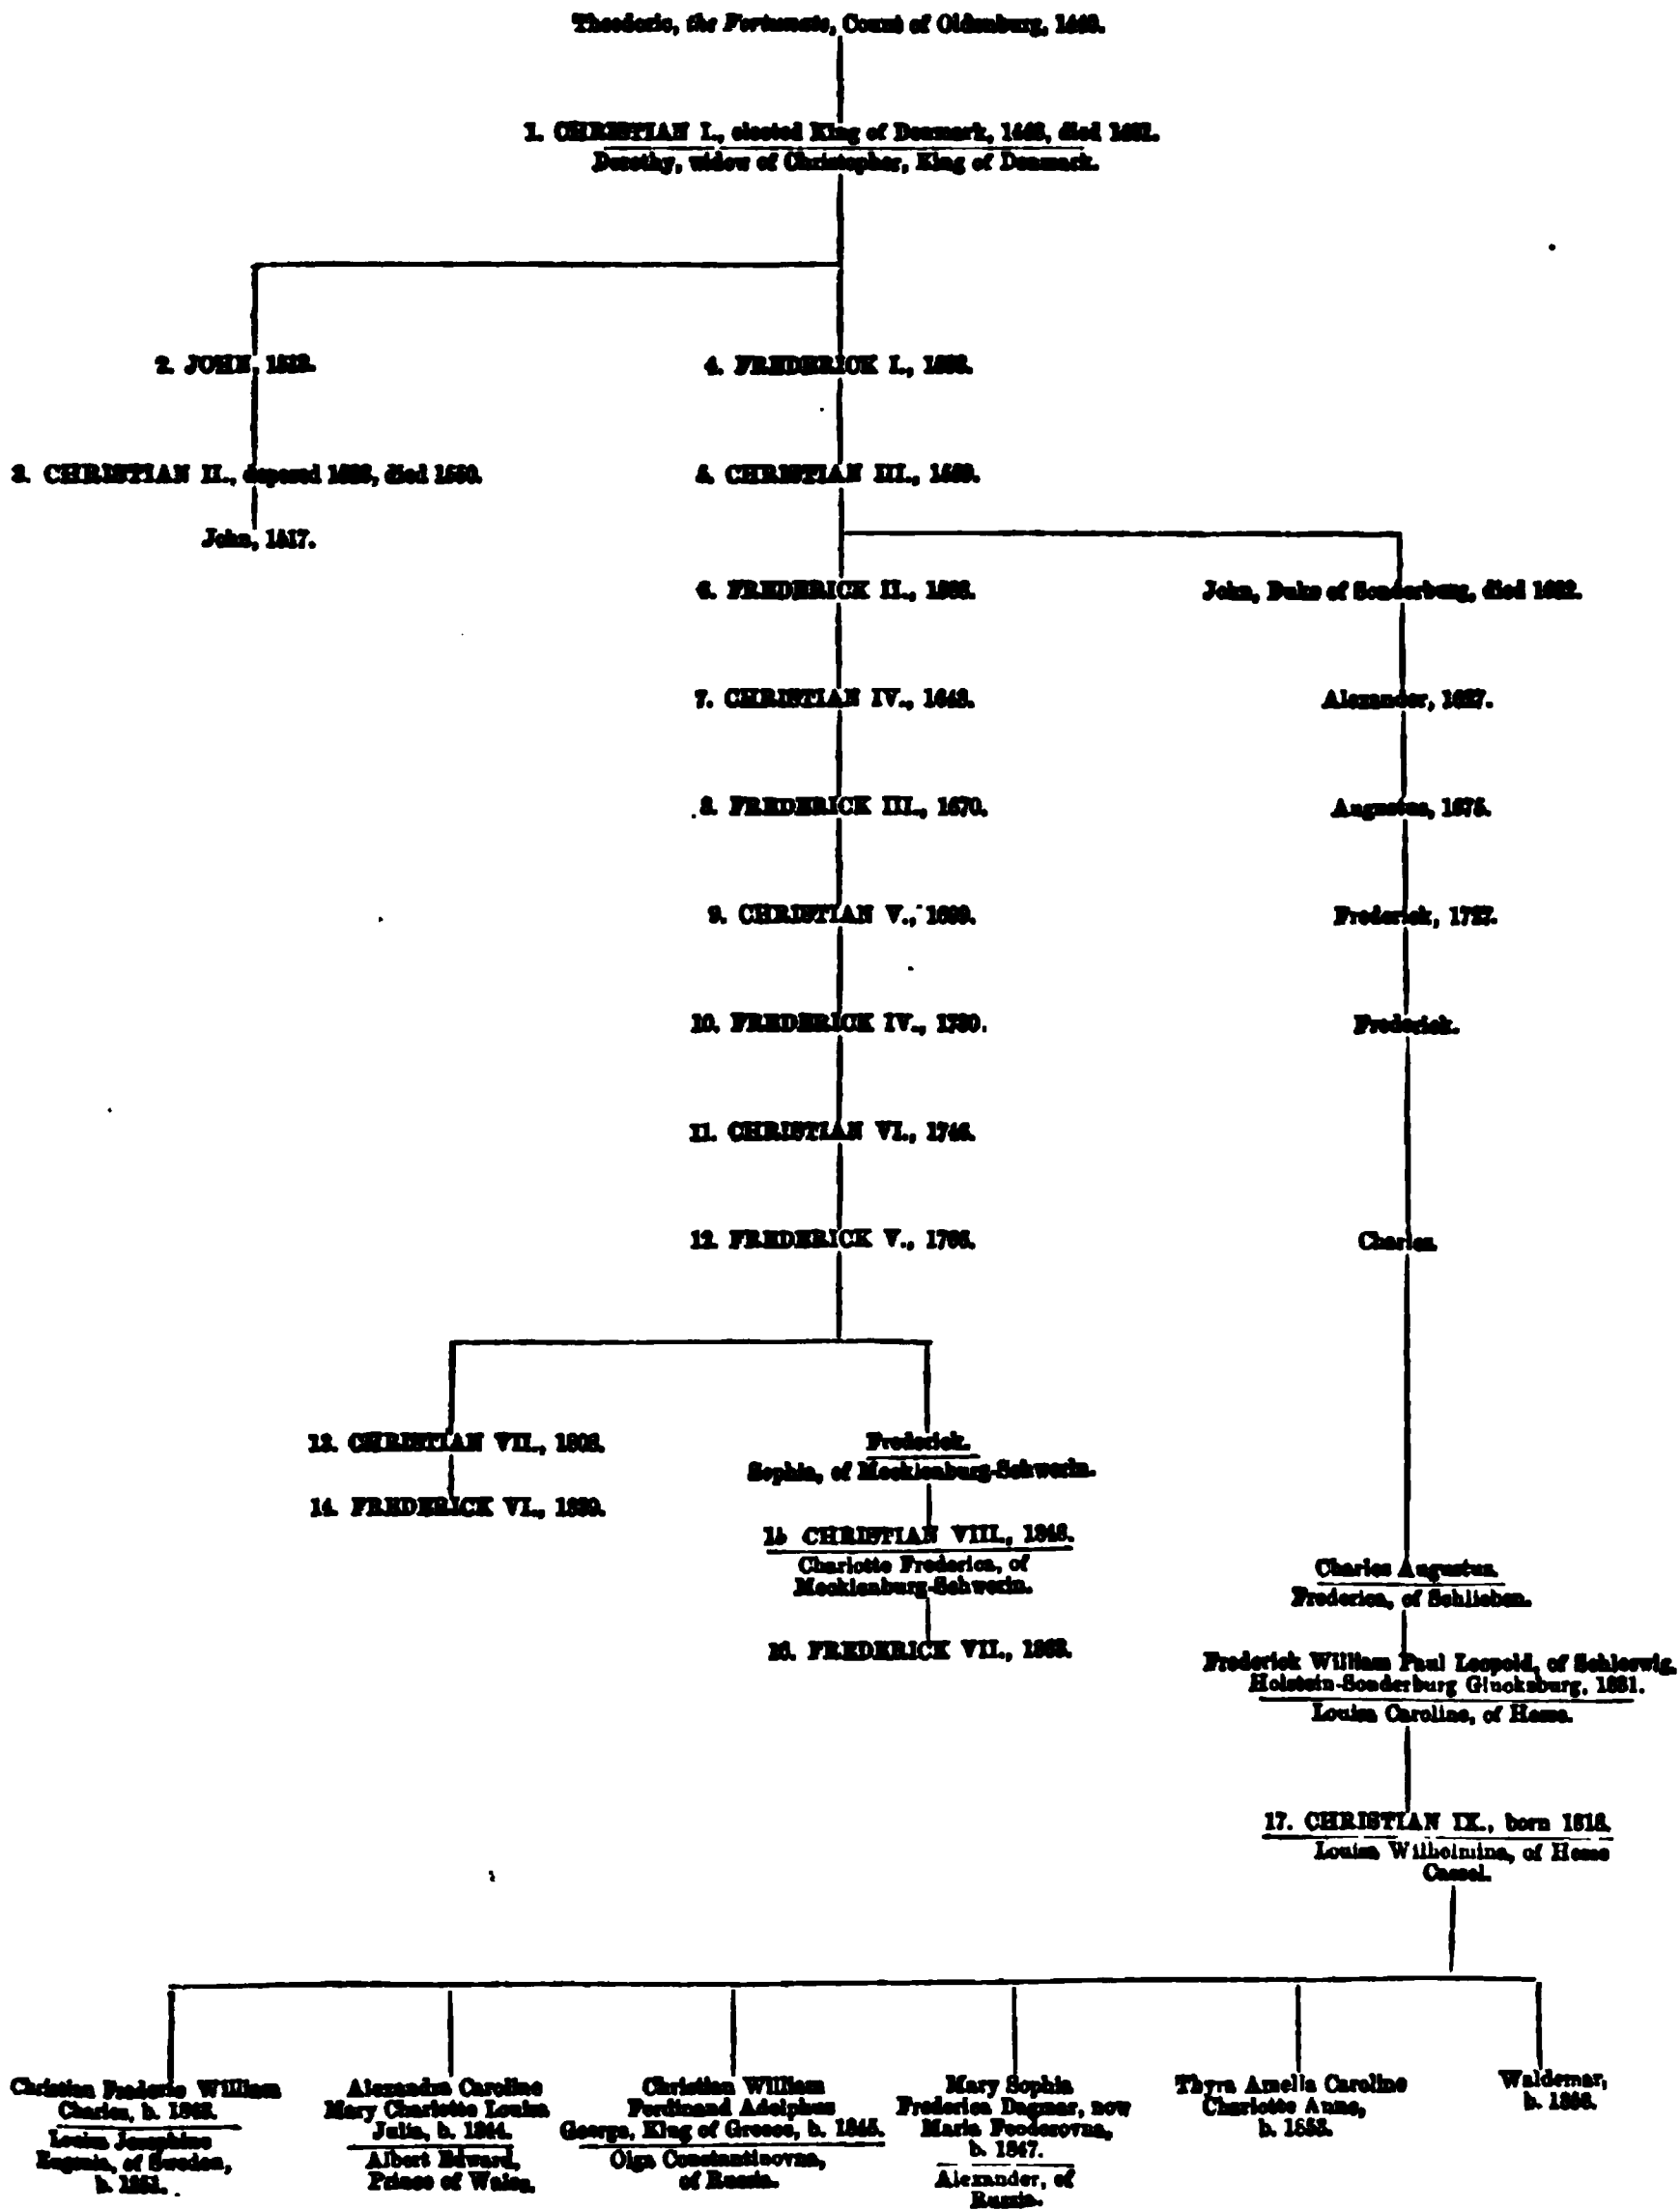 Theodoric, the Fortunate, Count of Oldenburg, 1440.
1. CHRISTIAN I., elected King of Denmark, 1448, died 1481.
Dorothy, widow of Christopher, King of Denmark.
2. JOHN, 1513.
4. FREDERICK I., 1533.
3. CHRISTIAN II., deposed 1523, died 1559.
5. CHRISTIAN III., 1559.
John, 1517.
6. FREDERICK II., 1588.
John, Duke of Sonderburg, died 1622.
7. CHRISTIAN IV., 1648.
Alexander, 1627.
8. FREDERICK III., 1670.
Augustus, 1675.
9. CHRISTIAN V., 1699.
Frederick, 1727.
10. FREDERICK IV., 1730.
Frederick.
11. CHRISTIAN VI., 1746.
12. FREDERICK V., 1766.
Charles.
13. CHRISTIAN VII., 1808.
Frederick.
Sophia, of Mecklenburg-Schwerin.
14. FREDERICK VI., 1839.
15 CHRISTIAN VIII., 1848.
Charlotte Frederica, of
Mecklenburg-Schwerin.
Charles Augustus.
Frederica, of Schlieben.
16. FREDERICK VII., 1863.
Frederick William Paul Leopold, of Schleswig,
Holstein-Sonderburg Glucksburg, 1831.
Louisa Caroline, of Hesse.
17. CHRISTIAN IX., born 1818.
Louisa Wilhelmina, of Hesse
Cassel.
Christian Frederic William
Charles, b. 1843.
Louisa Josephine
Eugenia, of Sweden,
b. 1851.
Alexandra Caroline
Mary Charlotte Louisa
Julia, b. 1844.
Albert Edward,
Prince of Wales.
Christian William
Ferdinand Adolphus
George, King of Greece, b. 1845.
Olga Constantinovna,
of Russia.
Mary Sophia
Frederica Dagmar, now
Maria Feodorovna,
b. 1847.
Alexander, of
Russia.
Thyra Amelia Caroline
Charlotte Anne,
b. 1853.
Waldemar,
b. 1858.